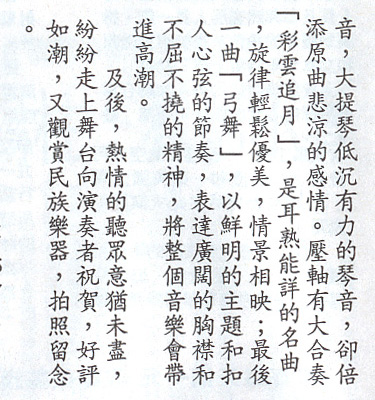 音，大提琴低沉有力的琴音，卻倍
添原曲悲涼的感情。壓軸有大合奏
「彩雲追月」，是耳熟能詳的名曲
，旋律輕鬆優美，情景相映；最後
一曲「弓舞」，以鮮明的主題和扣
人心弦的節奏，表達廣闊的胸襟和
不屈不撓的精神，將整個音樂會帶
進高潮。
及後，熱情的聽眾意猶未盡，
紛紛走上舞台向演奏者祝賀，好評
如潮，又觀賞民族樂器，拍照留念
。